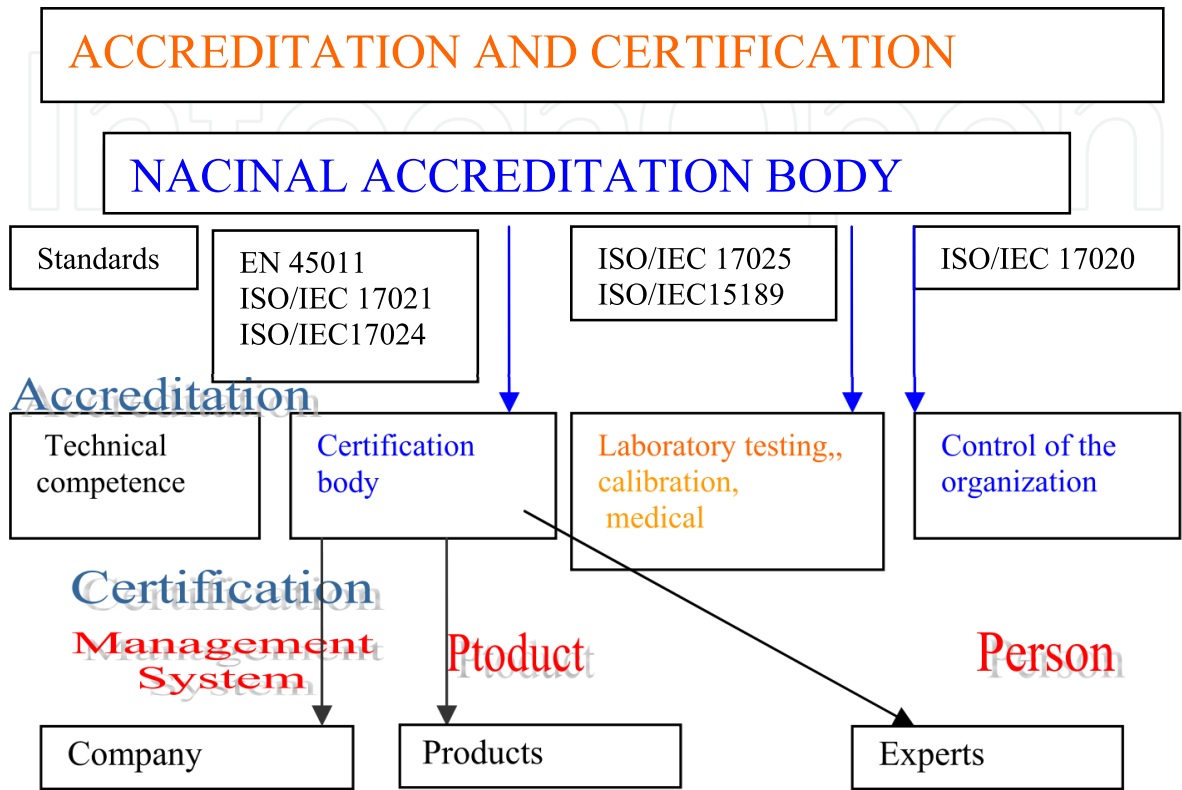 ACCREDITATION AND CERTIFICATION
NACINAL ACCREDITATION BODY
Standards
EN 45011
ISO/IEC 17021
ISO/IEC17024
ISO/IEC 17025
ISO/IEC15189
ISO/IEC 17020
Accreditation
Technical
competence
Certification
body
Laboratory testing,,
calibration,
medical
Control of the
organization
Certification
Management
System
Ptoduct
Person
Company
Products
Experts